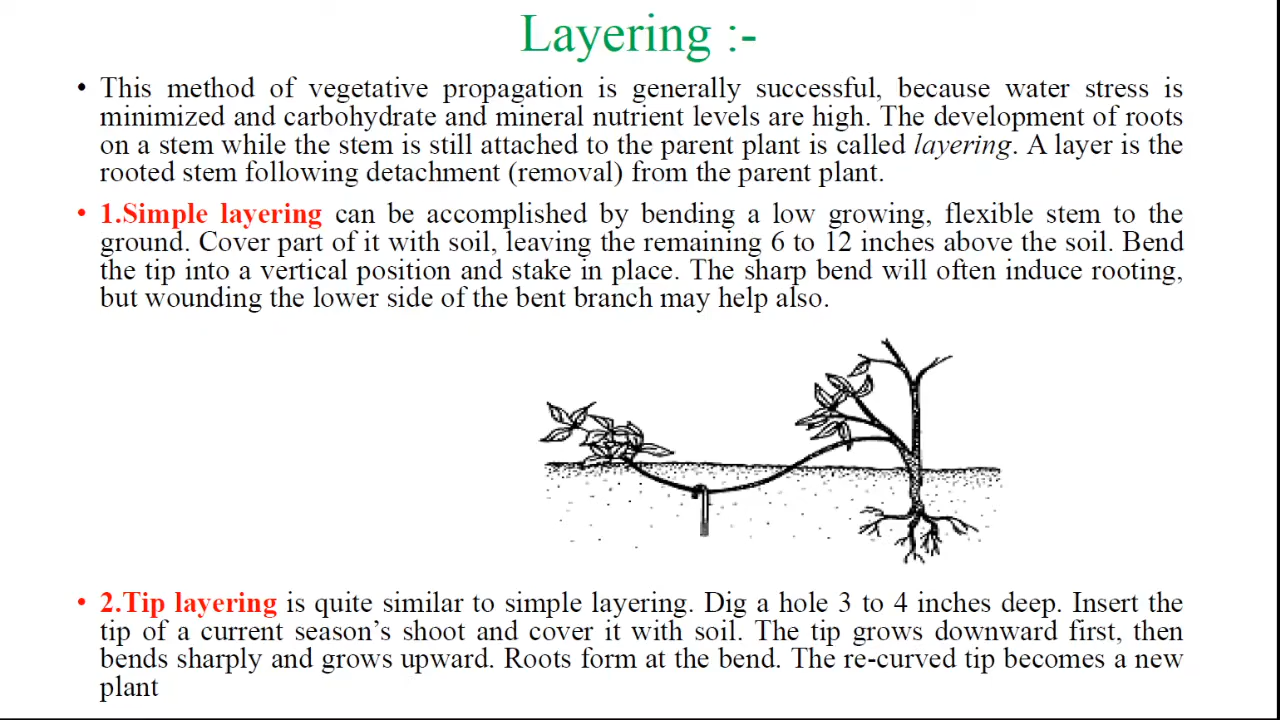 Layering :-
• This method of vegetative propagation is generally successful, because water stress is
minimized and carbohydrate and mineral nutrient levels are high. The development of roots
on a stem while the stem is still attached to the parent plant is called layering. A layer is the
rooted stem following detachment (removal) from the parent plant.
• 1.Simple layering can be accomplished by bending a low growing, flexible stem to the
ground. Cover part of it with soil, leaving the remaining 6 to 12 inches above the soil. Bend
the tip into a vertical position and stake in place. The sharp bend will often induce rooting,
but wounding the lower side of the bent branch may help also.
• 2.Tip layering is quite similar to simple layering. Dig a hole 3 to 4 inches deep. Insert the
tip of a current season’s shoot and cover it with soil. The tip grows downward first, then
bends sharply and grows upward. Roots form at the bend. The re-curved tip becomes a new
plant